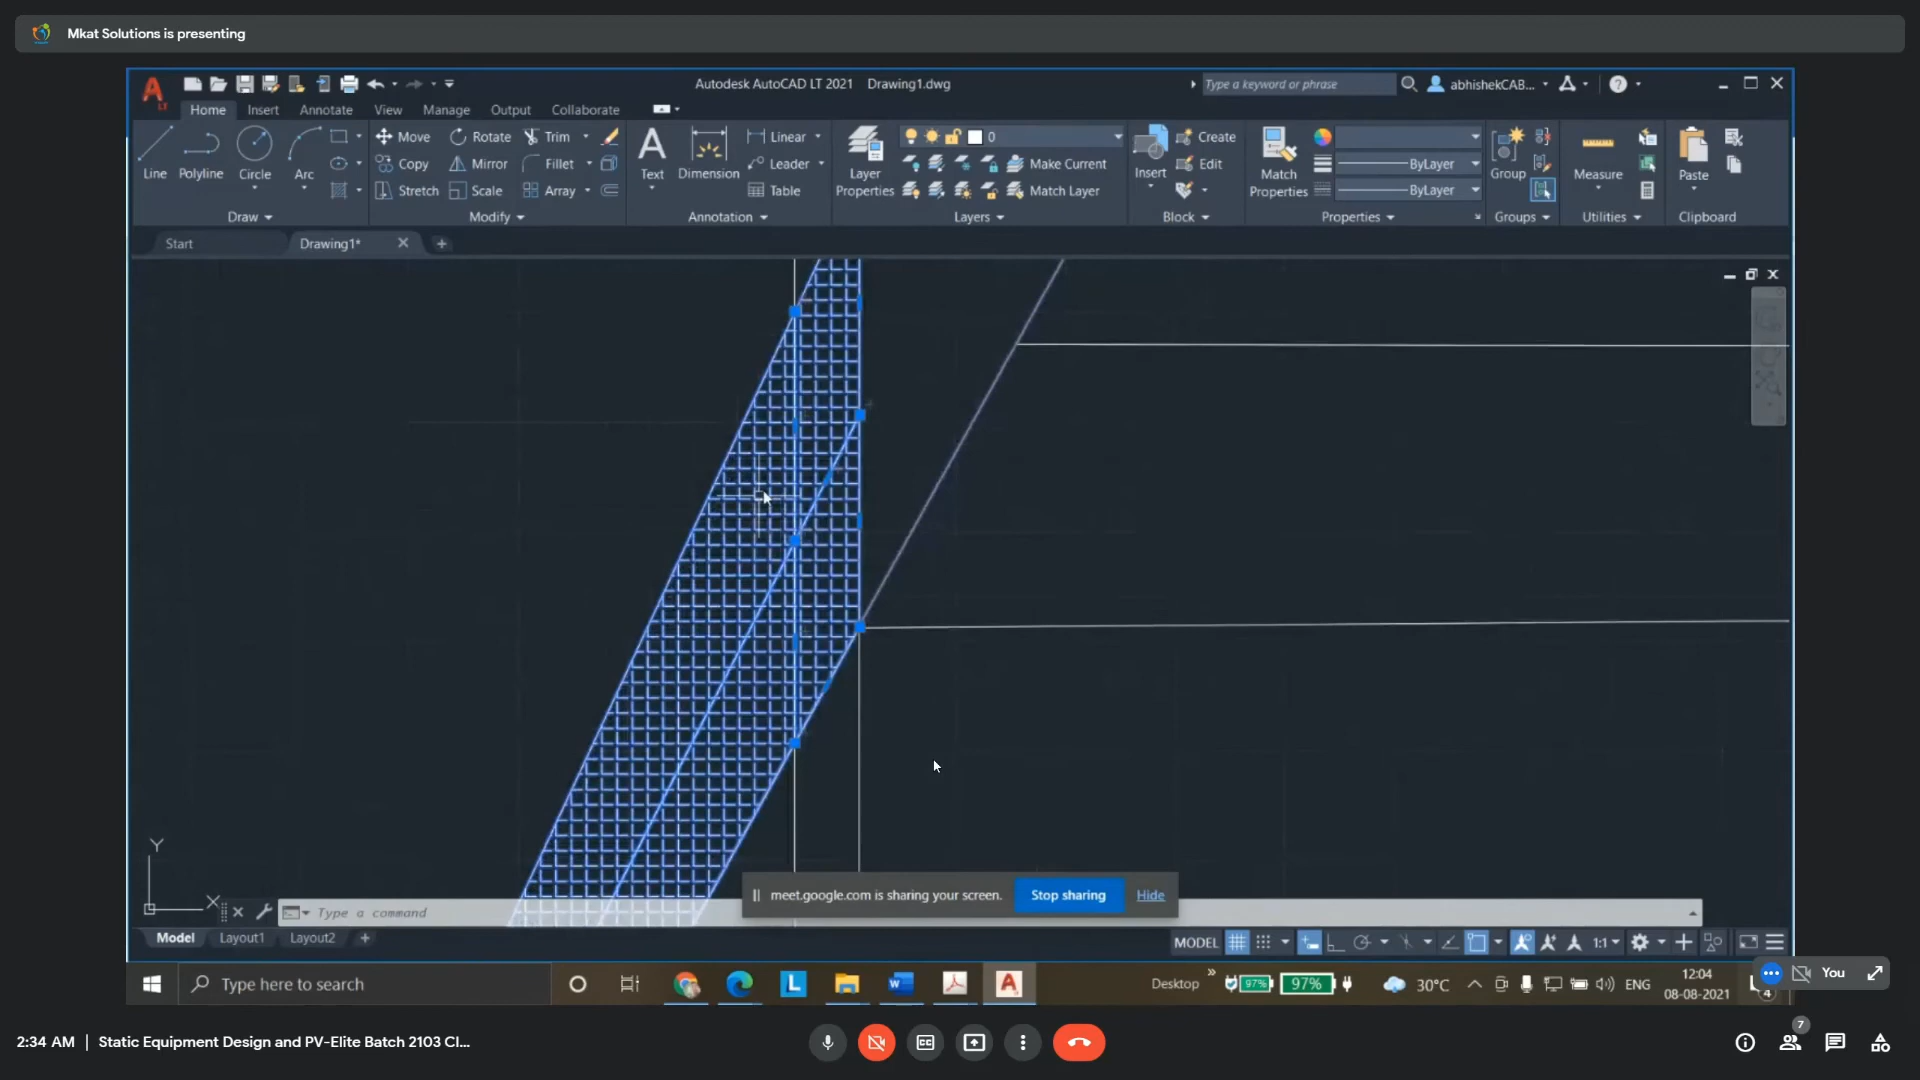 Mkat Solutions is presenting
Autodesk AutoCAD LT 2021 Drawing1.dwg
Type a keyword or phrase
abhishekCAB...
Home Insert Annotate View Manage Output Collaborate
Line Polyline Circle Arc
Draw
Move Rotate Trim
Copy Mirror Fillet
Stretch Scale Array
Modify
Text Dimension
Linear
Leader
Table
Annotation
Layer Properties
0
Make Current
Match Layer
Layers
Insert
Create
Edit
Block
Match Properties
ByLayer
ByLayer
Properties
Group
Groups
Measure
Utilities
Paste
Clipboard
Start Drawing1*
Y
X
meet.google.com is sharing your screen. Stop sharing Hide
Type a command
Model Layout1 Layout2
MODEL 1:1
Type here to search
Desktop 97% 97% 30°C ENG 12:04
08-08-2021
4
You
7
2:34 AM | Static Equipment Design and PV-Elite Batch 2103 Cl...